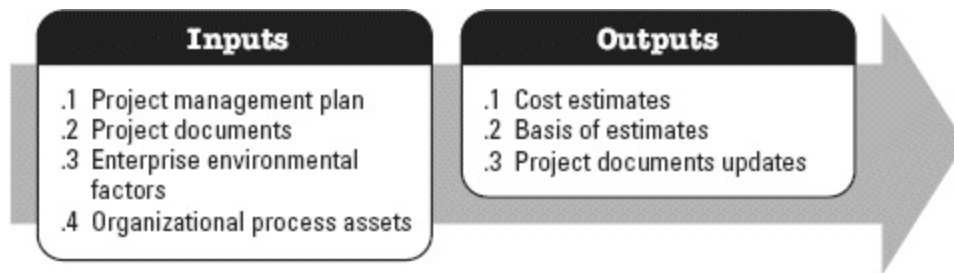 Inputs
.1 Project management plan
.2 Project documents
.3 Enterprise environmental
factors
.4 Organizational process assets
Outputs
.1 Cost estimates
.2 Basis of estimates
.3 Project documents updates